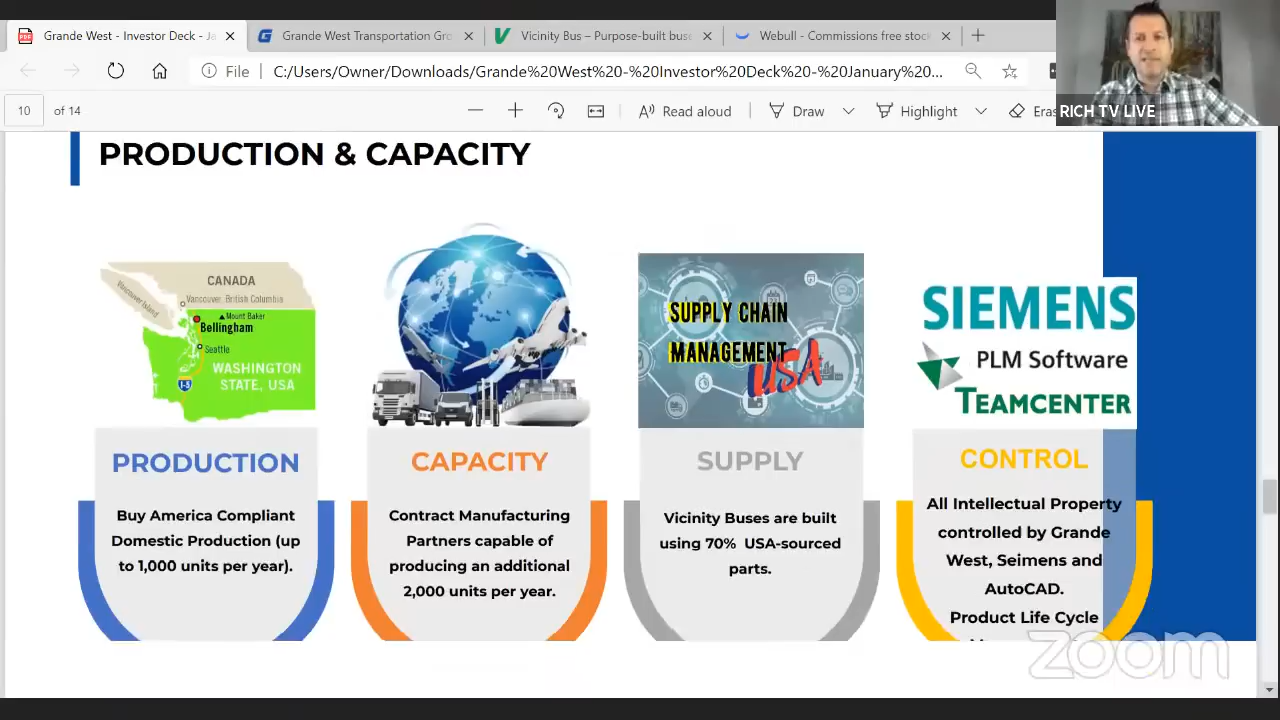 Grande West - Investor Deck - Ja
Grande West Transportation Gro
Vicinity Bus – Purpose-built buse
Webull - Commissions free stock
File
C:/Users/Owner/Downloads/Grande%20West%20-%20Investor%20Deck%20-%20January%20...
10 of 14
Read aloud
Draw
Highlight
Eras
RICH TV LIVE
PRODUCTION & CAPACITY
CANADA
Vancouver Island
Vancouver, British Columbia
Mount Baker
Bellingham
Seattle
I-5
WASHINGTON
STATE, USA
SUPPLY CHAIN
MANAGEMENT
USA
SIEMENS
PLM Software
TEAMCENTER
PRODUCTION
Buy America Compliant
Domestic Production (up
to 1,000 units per year).
CAPACITY
Contract Manufacturing
Partners capable of
producing an additional
2,000 units per year.
SUPPLY
Vicinity Buses are built
using 70% USA-sourced
parts.
CONTROL
All Intellectual Property
controlled by Grande
West, Seimens and
AutoCAD.
Product Life Cycle
zoom